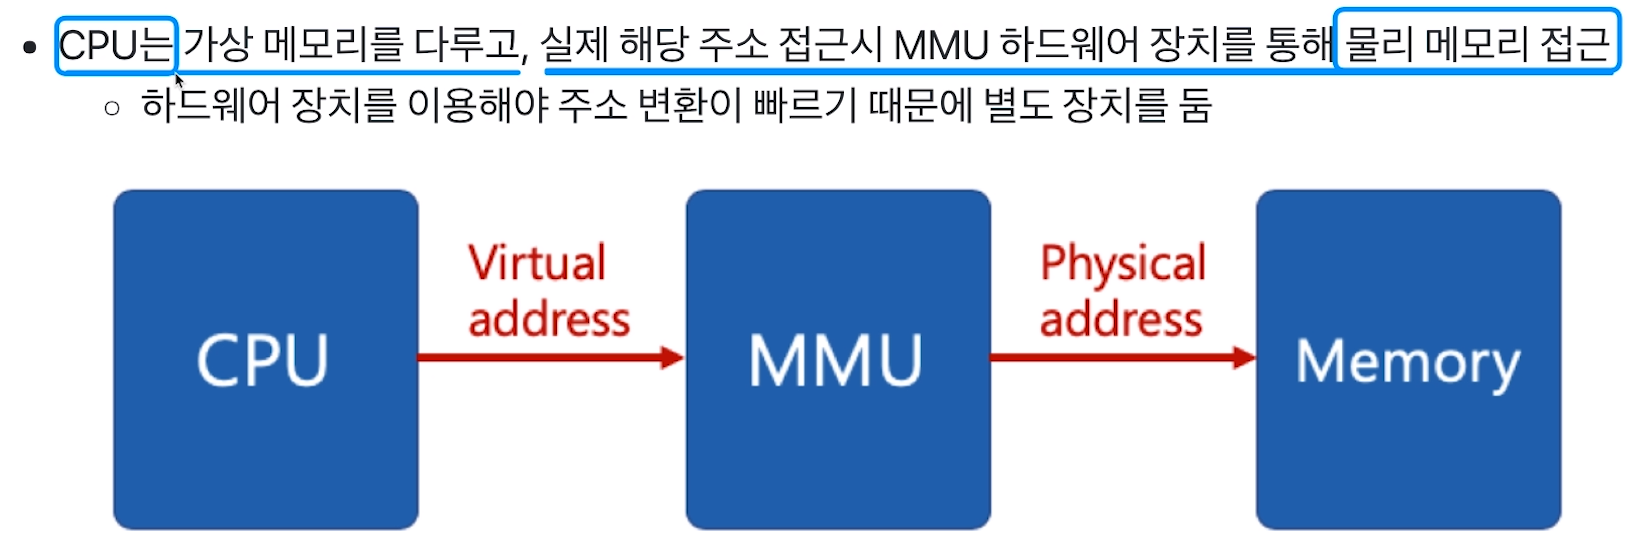 CPU는 가상 메모리를 다루고, 실제 해당 주소 접근시 MMU 하드웨어 장치를 통해 물리 메모리 접근
하드웨어 장치를 이용해야 주소 변환이 빠르기 때문에 별도 장치를 둠
CPU
Virtual
address
MMU
Physical
address
Memory